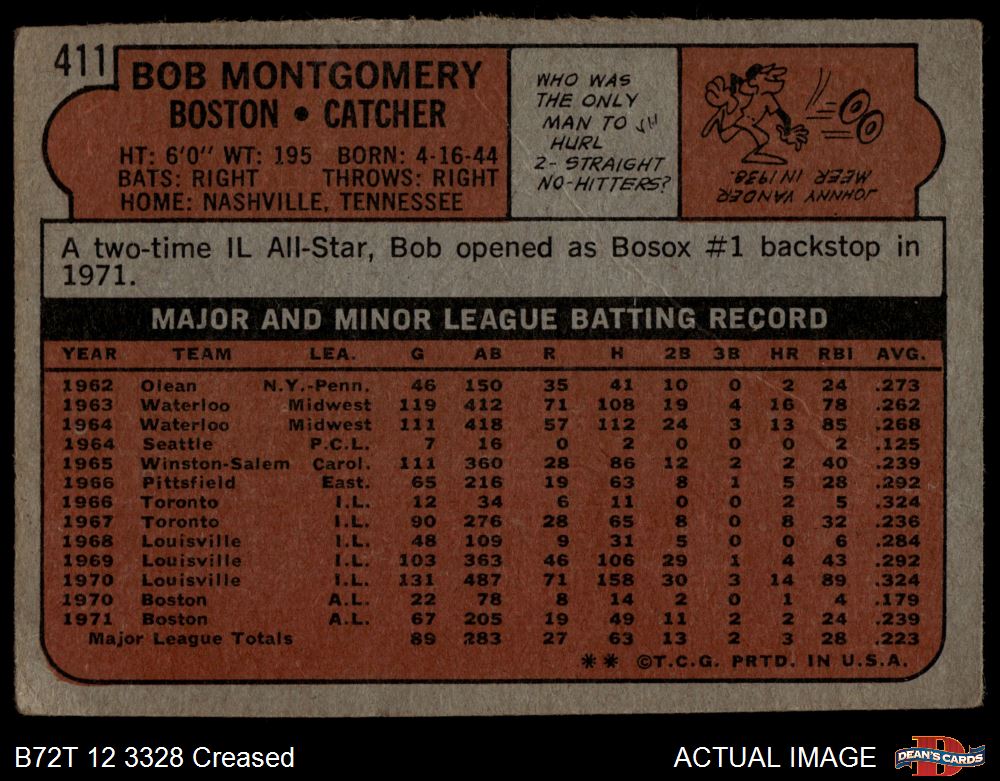 411
BOB MONTGOMERY
BOSTON • CATCHER
HT: 6'0" WT: 195 BORN: 4-16-44
BATS: RIGHT THROWS: RIGHT
HOME: NASHVILLE, TENNESSEE
WHO WAS
THE ONLY
MAN TO
HURL
2- STRAIGHT
NO-HITTERS?
JOHNNY VANDER
MEER IN 1938.
A two-time IL All-Star, Bob opened as Bosox #1 backstop in
1971.
MAJOR AND MINOR LEAGUE BATTING RECORD
YEAR TEAM LEA. G AB R H 2B 3B HR RBI AVG.
1962 Olean N.Y.-Penn. 46 150 35 41 10 0 2 24 .273
1963 Waterloo Midwest 119 412 71 108 19 4 16 78 .262
1964 Waterloo Midwest 111 418 57 112 24 3 13 85 .268
1964 Seattle P.C.L. 7 16 0 2 0 0 0 2 .125
1965 Winston-Salem Carol. 111 360 28 86 12 2 2 40 .239
1966 Pittsfield East. 65 216 19 63 8 1 5 28 .292
1966 Toronto I.L. 12 34 6 11 0 0 2 5 .324
1967 Toronto I.L. 90 276 28 65 8 0 8 32 .236
1968 Louisville I.L. 48 109 9 31 5 0 0 6 .284
1969 Louisville I.L. 103 363 46 106 29 1 4 43 .292
1970 Louisville I.L. 131 487 71 158 30 3 14 89 .324
1970 Boston A.L. 22 78 8 14 2 0 1 4 .179
1971 Boston A.L. 67 205 19 49 11 2 2 24 .239
Major League Totals 89 283 27 63 13 2 3 28 .223
** ©T.C.G. PRTD. IN U.S.A.
B72T 12 3328 Creased
ACTUAL IMAGE
D
DEAN'S CARDS